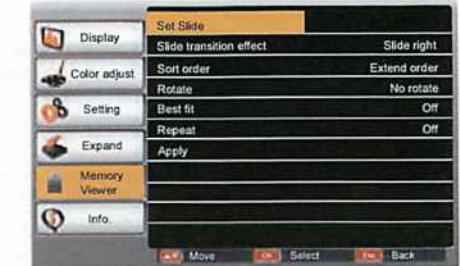 Display
Color adjust
Setting
Expand
Memory
Viewer
Info.
Set Slide
Slide transition effect Slide right
Sort order Extend order
Rotate No rotate
Best fit Off
Repeat Off
Apply
Move Select Back